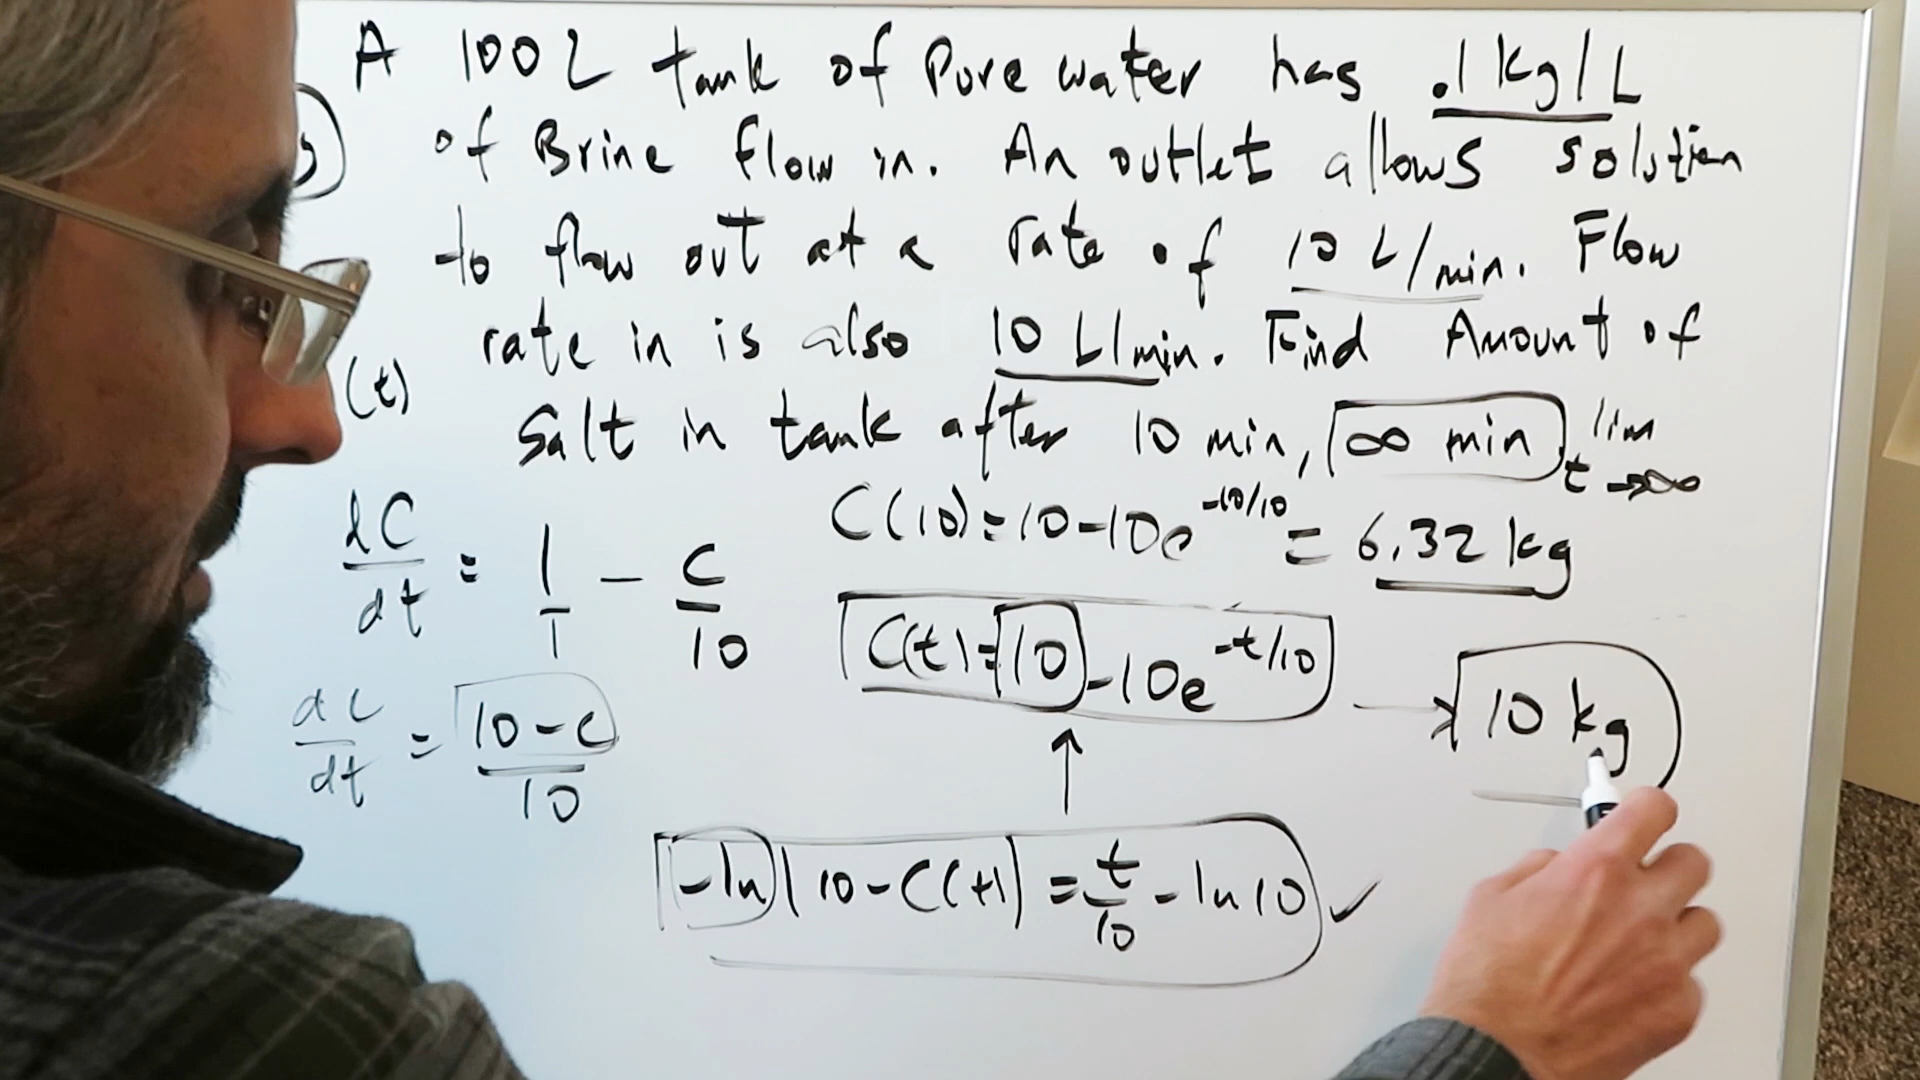 A 100 L tank of Pure water has .1 kg/L
of Brine flow in. An outlet allows solution
to flow out at a rate of 10 L/min. Flow
rate in is also 10 L/min. Find Amount of
(t)
Salt in tank after 10 min, ∞ min lim t→∞
C(10)=10-10e^-10/10 = 6.32 kg
dC/dt = 1/1 - C/10
C(t)=10-10e^-t/10 → 10 kg
dC/dt = 10-C/10
-ln|10-C(t)| = t/10 - ln10 ✓